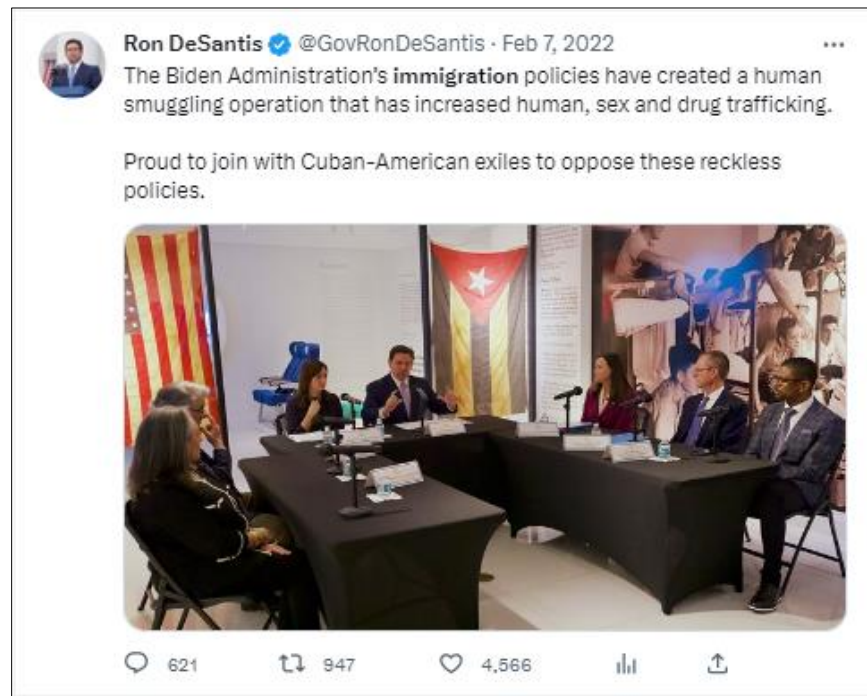 Ron DeSantis @GovRonDeSantis · Feb 7, 2022
The Biden Administration's immigration policies have created a human
smuggling operation that has increased human, sex and drug trafficking.
Proud to join with Cuban-American exiles to oppose these reckless
policies.
621 947 4,566